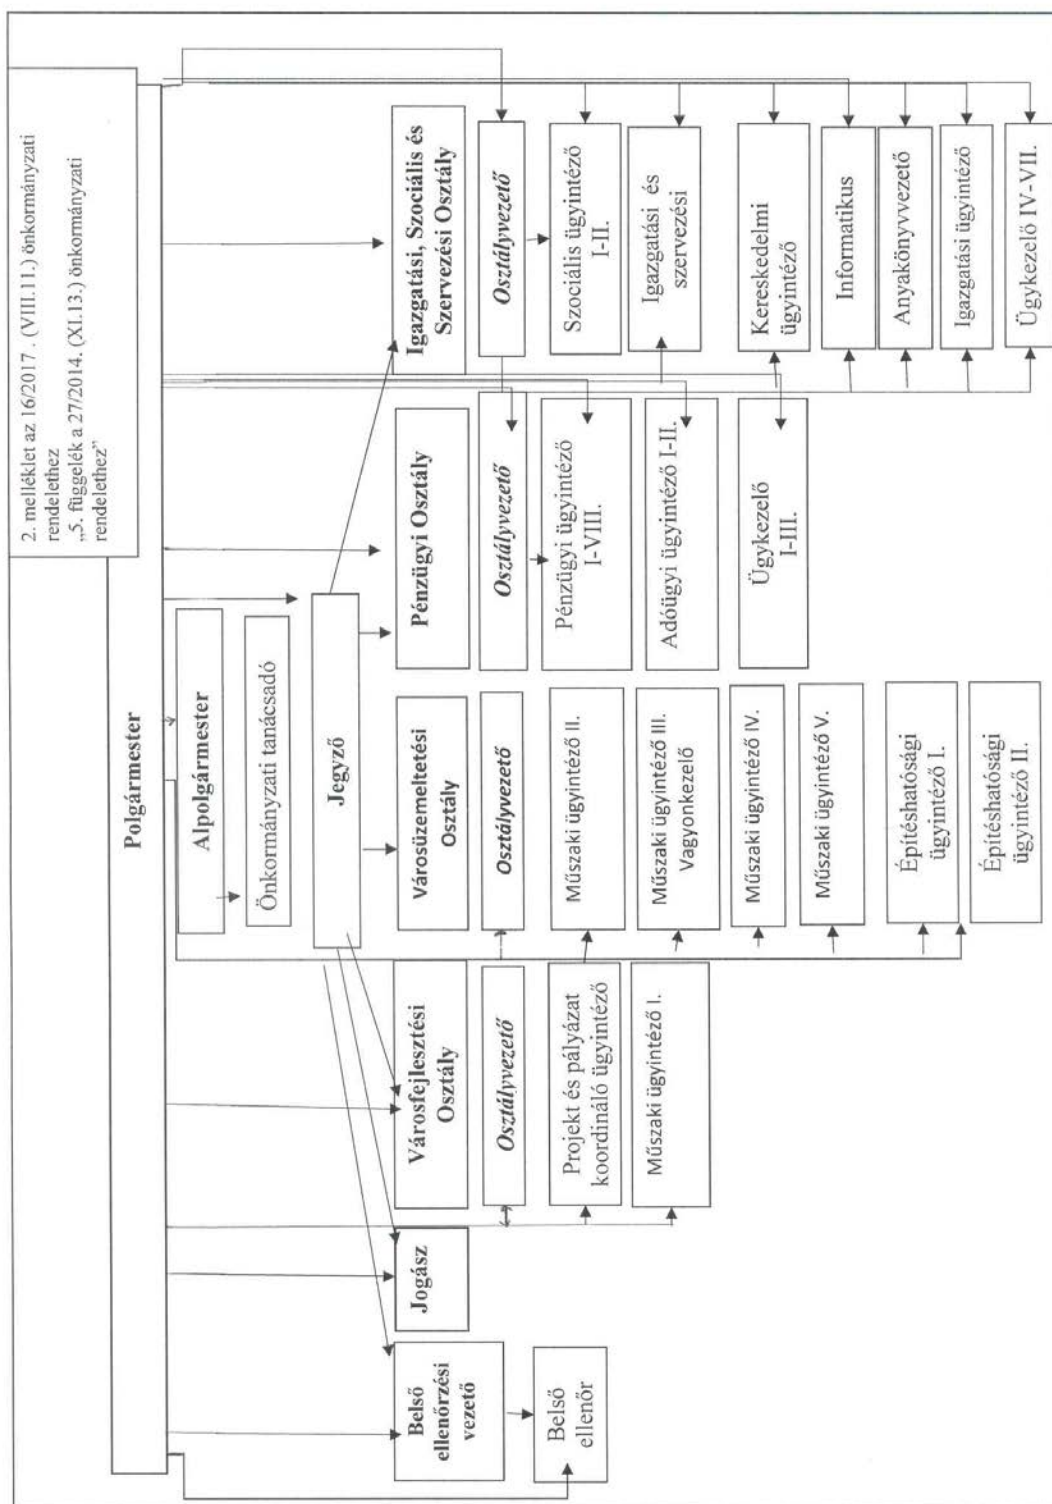 2. melléklet az 16/2017 . (VIII.11.) önkormányzati
rendelethez
„5. függelék a 27/2014. (XI.13.) önkormányzati
rendelethez”
Polgármester
Alpolgármester
Önkormányzati tanácsadó
Jegyző
Belső
ellenőrzési
vezető
Belső
ellenőr
Jogász
Városfejlesztési
Osztály
Osztályvezető
Projekt és pályázat
koordináló ügyintéző
Műszaki ügyintéző I.
Városüzemeltetési
Osztály
Osztályvezető
Műszaki ügyintéző II.
Műszaki ügyintéző III.
Vagyonkezelő
Műszaki ügyintéző IV.
Műszaki ügyintéző V.
Építéshatósági
ügyintéző I.
Építéshatósági
ügyintéző II.
Pénzügyi Osztály
Osztályvezető
Pénzügyi ügyintéző
I-VIII.
Adóügyi ügyintéző I-II.
Ügykezelő
I-III.
Igazgatási, Szociális és
Szervezési Osztály
Osztályvezető
Szociális ügyintéző
I-II.
Igazgatási és
szervezési
Kereskedelmi
ügyintéző
Informatikus
Anyakönyvvezető
Igazgatási ügyintéző
Ügykezelő IV-VII.